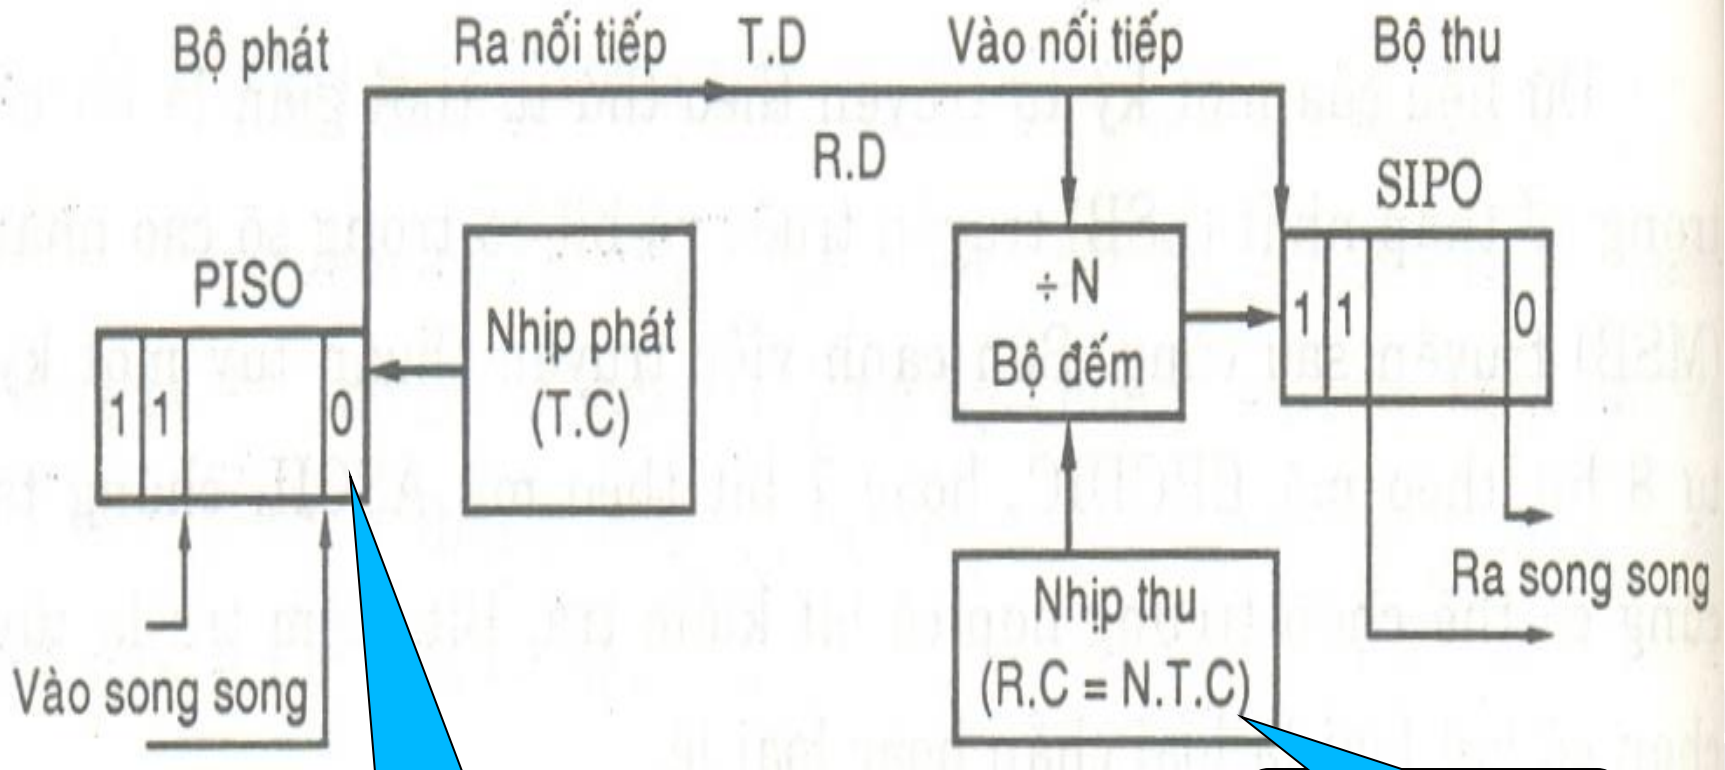 Bộ phát
Ra nối tiếp
T.D
Vào nối tiếp
Bộ thu
R.D
SIPO
PISO
Nhịp phát
(T.C)
÷ N
Bộ đếm
1 1 0
1 1 0
Nhịp thu
(R.C = N.T.C)
Ra song song
Vào song song